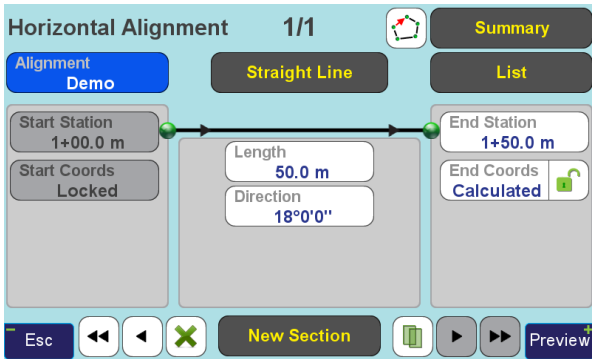 Horizontal Alignment 1/1 Summary
Alignment
Demo
Straight Line
List
Start Station
1+00.0 m
Start Coords
Locked
Length
50.0 m
Direction
18°0'0"
End Station
1+50.0 m
End Coords
Calculated
Esc
New Section
Preview